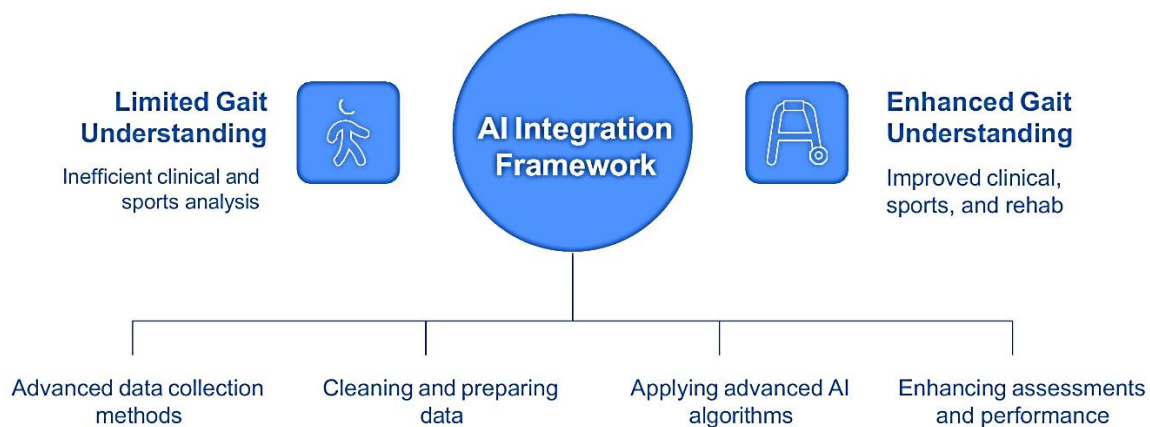 Limited Gait
Understanding
Inefficient clinical and
sports analysis
AI Integration
Framework
Enhanced Gait
Understanding
Improved clinical,
sports, and rehab
Advanced data collection
methods
Cleaning and preparing
data
Applying advanced AI
algorithms
Enhancing assessments
and performance